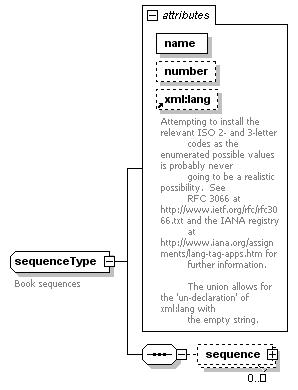 attributes
name
number
xml:lang
Attempting to install the
relevant ISO 2- and 3-letter
codes as the
enumerated possible values
is probably never
going to be a realistic
possibility. See
RFC 3066 at
http://www.ietf.org/rfc/rfc30
66.txt and the IANA registry
at
http://www.iana.org/assign
ments/lang-tag-apps.htm for
further information.
The union allows for
the 'un-declaration' of
xml:lang with
the empty string.
sequenceType
Book sequences
sequence
0..